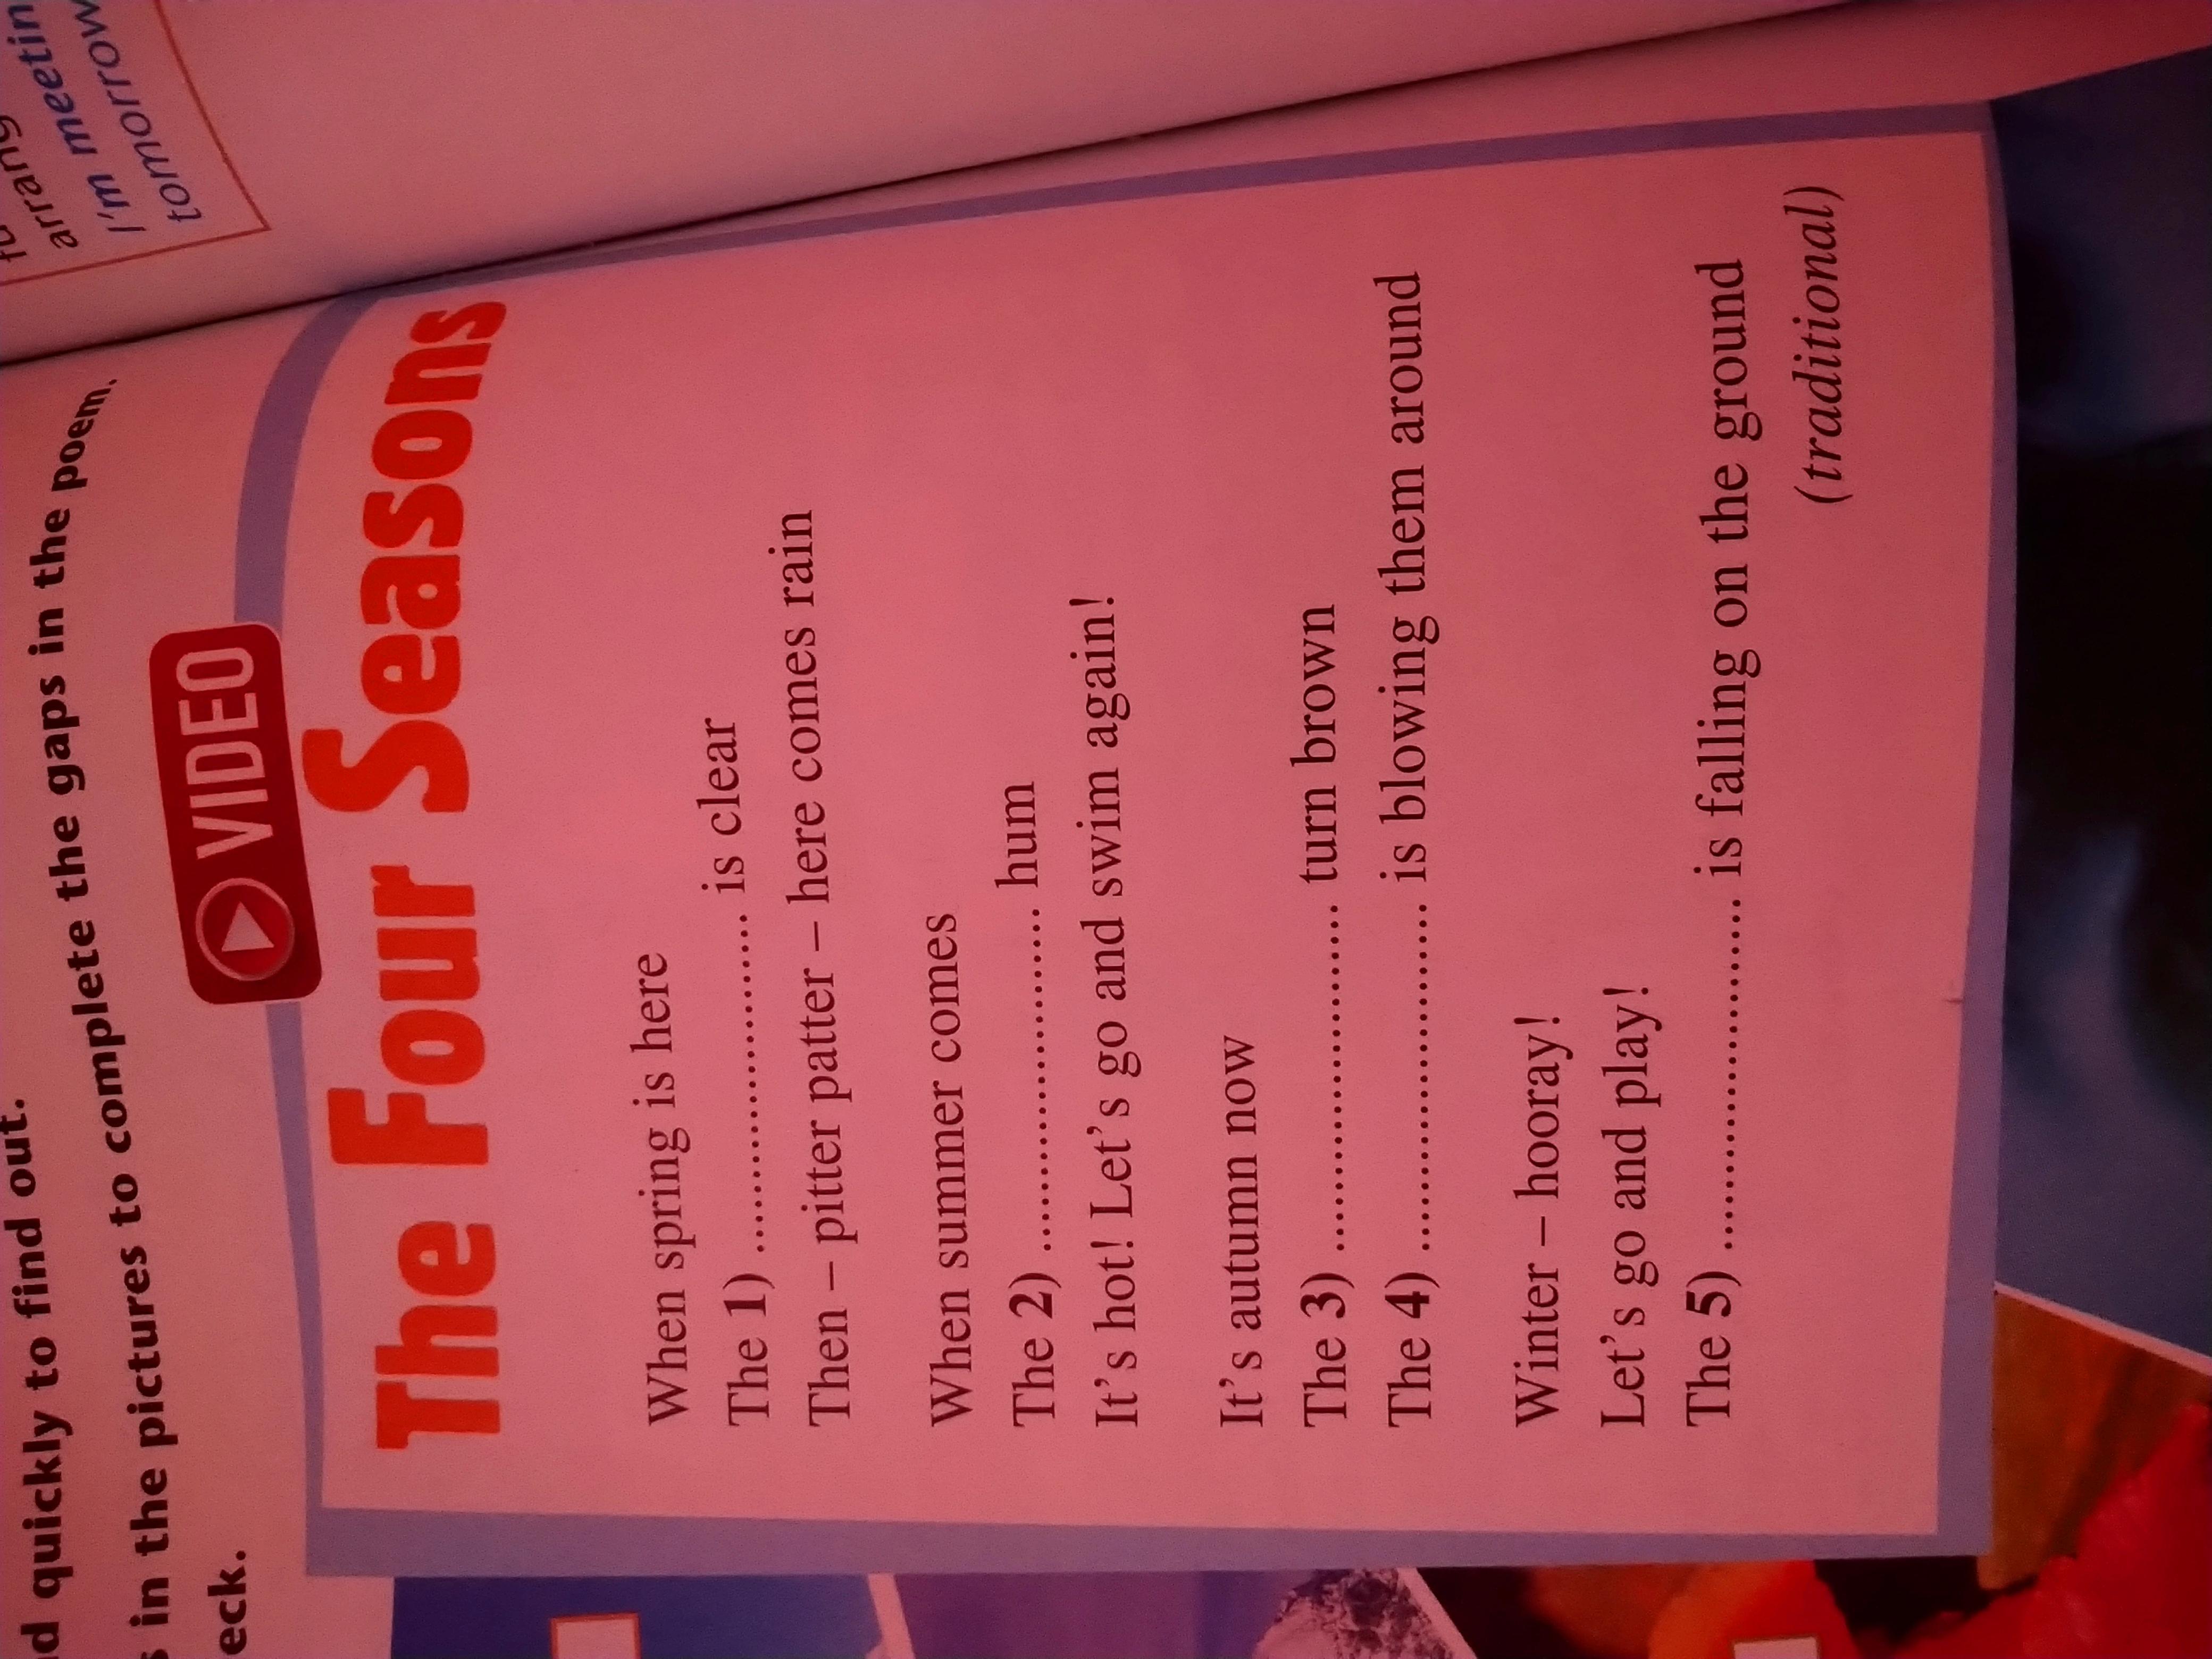 arrang
I'm meetin
tomorrow
d quickly to find out.
in the pictures to complete the gaps in the poem.
eck.
VIDEO
The Four Seasons
When spring is here
The 1) .............................. is clear
Then – pitter patter – here comes rain
When summer comes
The 2) .............................. hum
It's hot! Let's go and swim again!
It's autumn now
The 3) .............................. turn brown
The 4) .............................. is blowing them around
Winter – hooray!
Let's go and play!
The 5) .............................. is falling on the ground
(traditional)